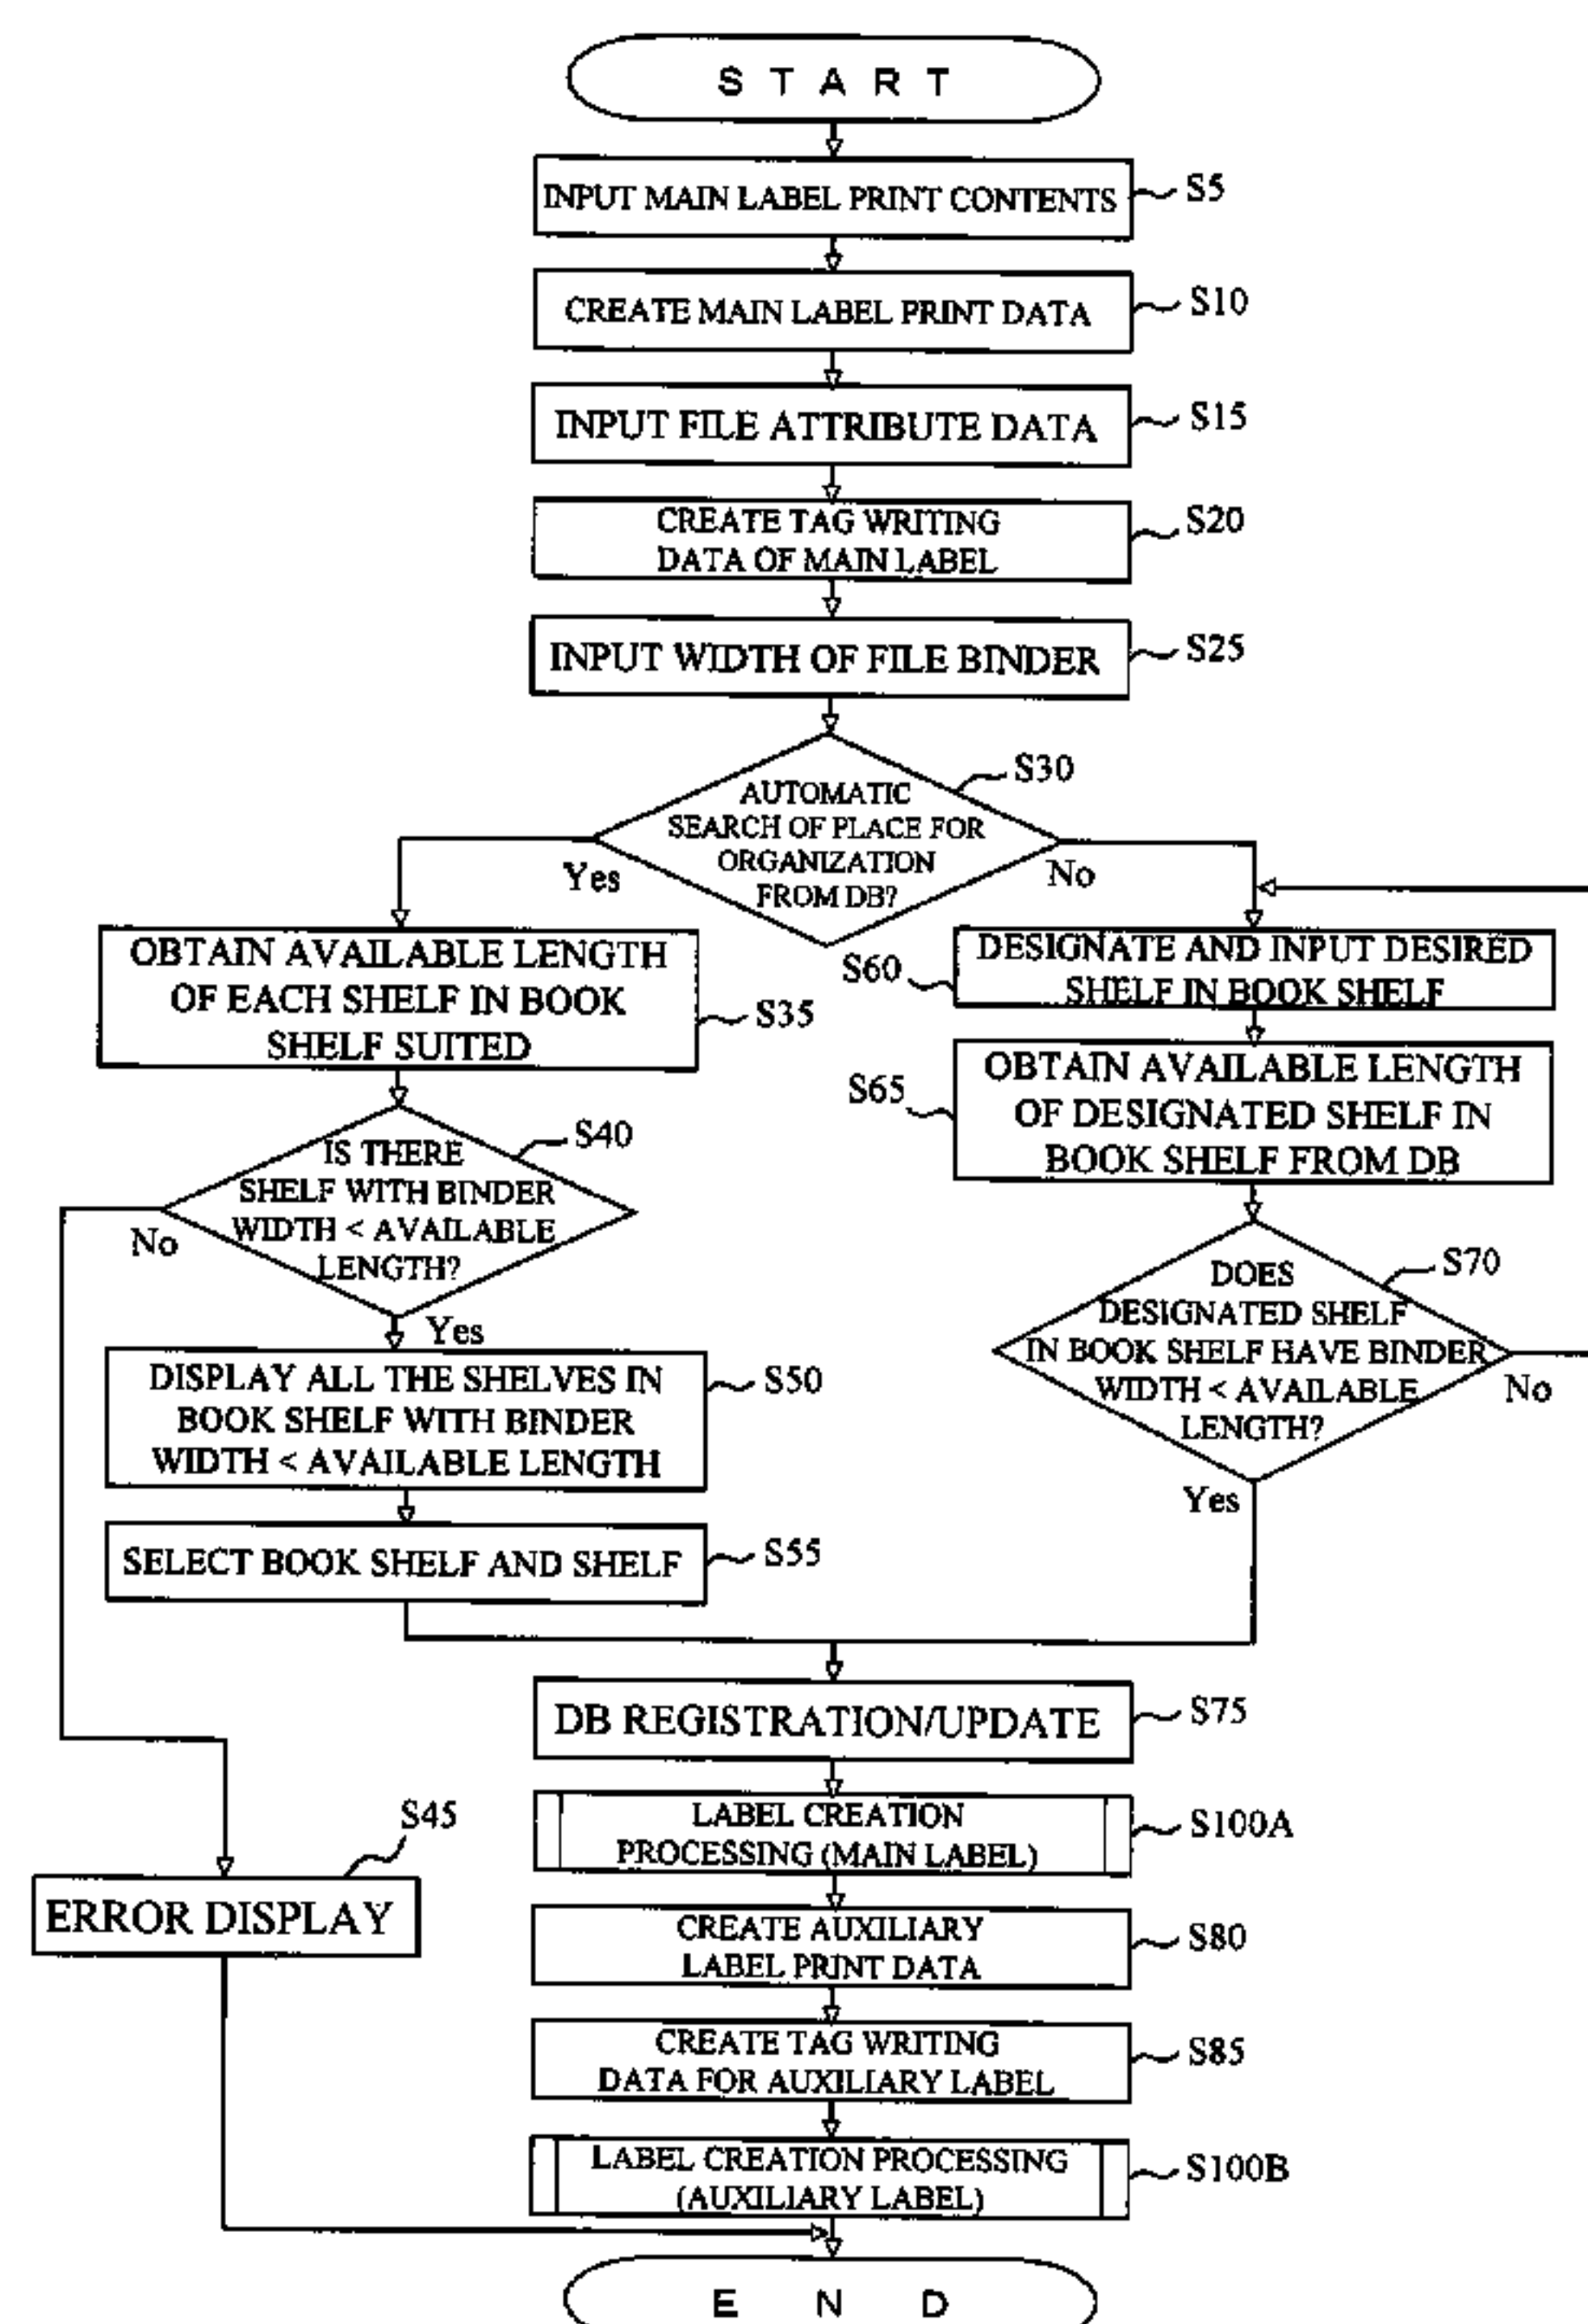 START
INPUT MAIN LABEL PRINT CONTENTS
S5
CREATE MAIN LABEL PRINT DATA
S10
INPUT FILE ATTRIBUTE DATA
S15
CREATE TAG WRITING
DATA OF MAIN LABEL
S20
INPUT WIDTH OF FILE BINDER
S25
AUTOMATIC
SEARCH OF PLACE FOR
ORGANIZATION
FROM DB?
S30
Yes
No
OBTAIN AVAILABLE LENGTH
OF EACH SHELF IN BOOK
SHELF SUITED
S35
IS THERE
SHELF WITH BINDER
WIDTH < AVAILABLE
LENGTH?
S40
No
Yes
DISPLAY ALL THE SHELVES IN
BOOK SHELF WITH BINDER
WIDTH < AVAILABLE LENGTH
S50
SELECT BOOK SHELF AND SHELF
S55
S60
DESIGNATE AND INPUT DESIRED
SHELF IN BOOK SHELF
S65
OBTAIN AVAILABLE LENGTH
OF DESIGNATED SHELF IN
BOOK SHELF FROM DB
DOES
DESIGNATED SHELF
IN BOOK SHELF HAVE BINDER
WIDTH < AVAILABLE
LENGTH?
S70
No
Yes
DB REGISTRATION/UPDATE
S75
LABEL CREATION
PROCESSING (MAIN LABEL)
S100A
S45
ERROR DISPLAY
CREATE AUXILIARY
LABEL PRINT DATA
S80
CREATE TAG WRITING
DATA FOR AUXILIARY LABEL
S85
LABEL CREATION PROCESSING
(AUXILIARY LABEL)
S100B
END